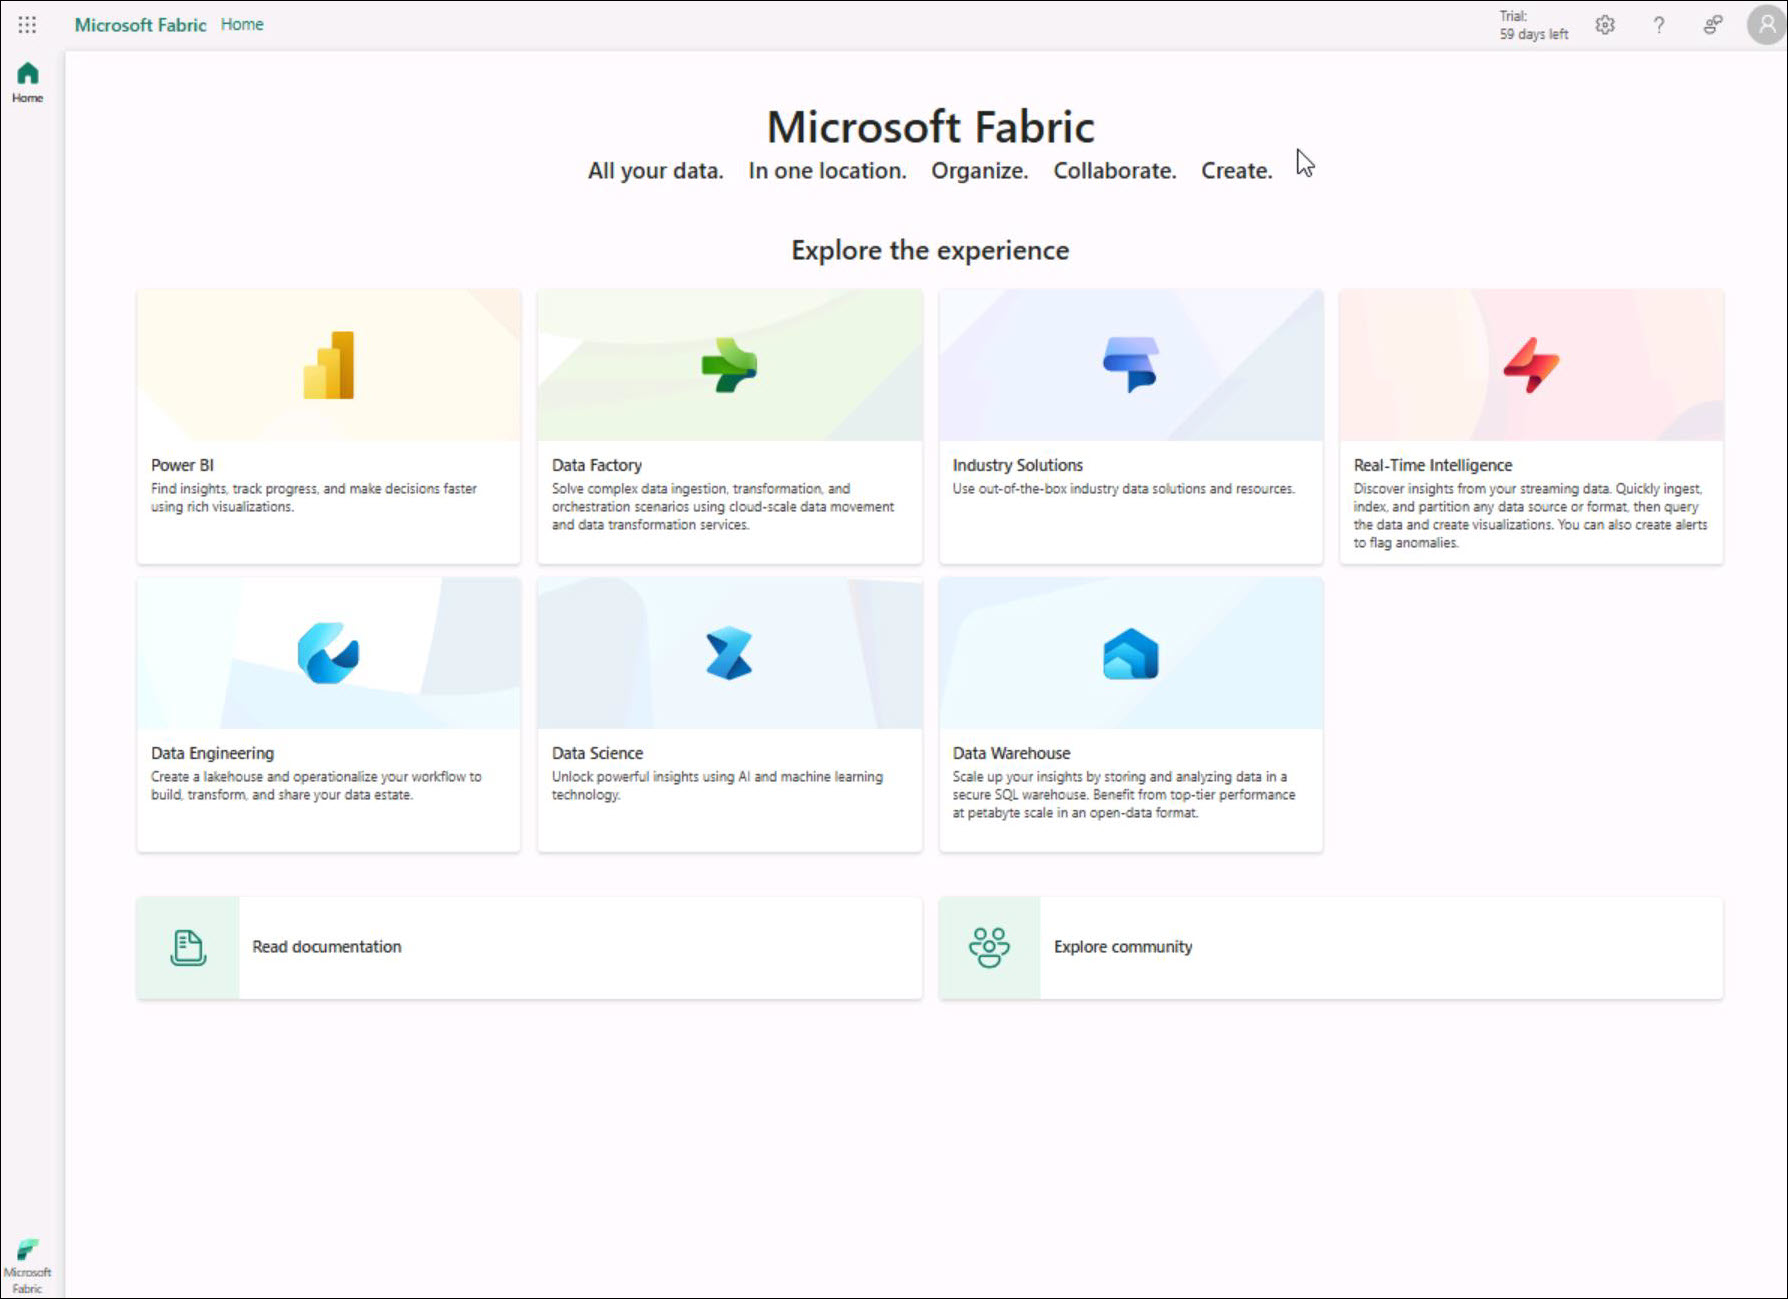 Microsoft Fabric Home
Trial:
59 days left
?
Home
Microsoft Fabric
All your data. In one location. Organize. Collaborate. Create.
Explore the experience
Power BI
Find insights, track progress, and make decisions faster
using rich visualizations.
Data Factory
Solve complex data ingestion, transformation, and
orchestration scenarios using cloud-scale data movement
and data transformation services.
Industry Solutions
Use out-of-the-box industry data solutions and resources.
Real-Time Intelligence
Discover insights from your streaming data. Quickly ingest,
index, and partition any data source or format, then query
the data and create visualizations. You can also create alerts
to flag anomalies.
Data Engineering
Create a lakehouse and operationalize your workflow to
build, transform, and share your data estate.
Data Science
Unlock powerful insights using AI and machine learning
technology.
Data Warehouse
Scale up your insights by storing and analyzing data in a
secure SQL warehouse. Benefit from top-tier performance
at petabyte scale in an open-data format.
Read documentation
Explore community
Microsoft
Fabric